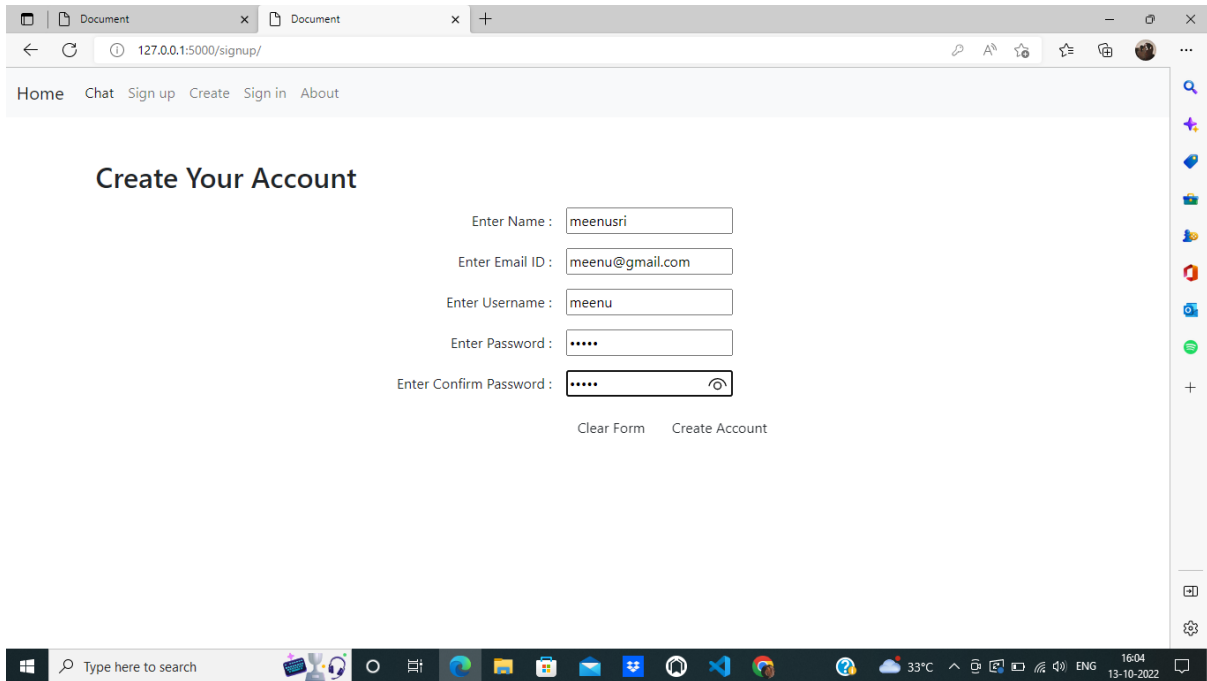 Document Document
127.0.0.1:5000/signup/
Home Chat Sign up Create Sign in About
Create Your Account
Enter Name : meenusri
Enter Email ID : meenu@gmail.com
Enter Username : meenu
Enter Password : •••••
Enter Confirm Password : •••••
Clear Form Create Account
Type here to search 33°C ENG 16:04
13-10-2022